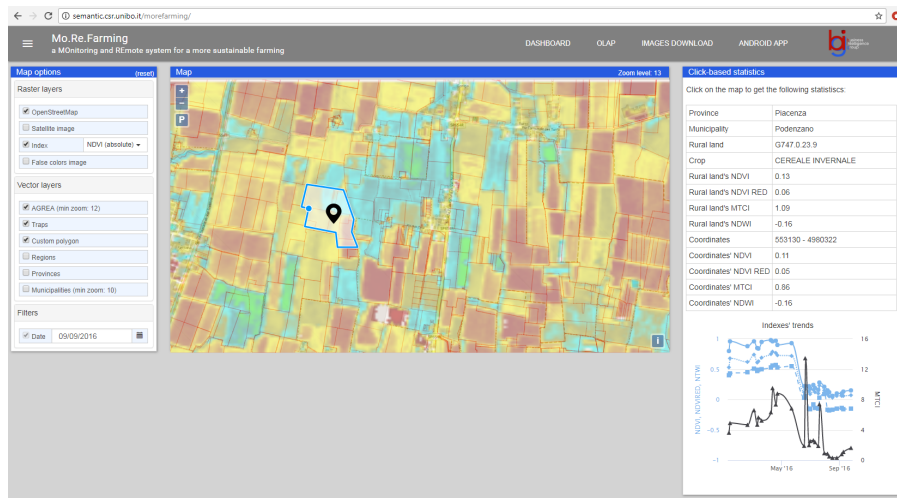 semantic.csr.unibo.it/morefarming/
Mo.Re.Farming
a MOnitoring and REmote system for a more sustainable farming
DASHBOARD OLAP IMAGES DOWNLOAD ANDROID APP
Map options (reset)
Raster layers
OpenStreetMap
Satellite image
Index NDVI (absolute)
False colors image
Vector layers
AGREA (min zoom: 12)
Traps
Custom polygon
Regions
Provinces
Municipalities (min zoom: 10)
Filters
Date 09/09/2016
Map Zoom level: 13
+
−
P
i
Click-based statistics
Click on the map to get the following statistiscs:
Province Piacenza
Municipality Podenzano
Rural land G747.0.23.9
Crop CEREALE INVERNALE
Rural land's NDVI 0.13
Rural land's NDVI RED 0.06
Rural land's MTCI 1.09
Rural land's NDWI -0.16
Coordinates 553130 - 4980322
Coordinates' NDVI 0.11
Coordinates' NDVI RED 0.05
Coordinates' MTCI 0.86
Coordinates' NDWI -0.16
Indexes' trends
NDVI, NDVIRED, NTWI
1
0.5
0
-0.5
-1
16
12
8
4
0
MTCI
May '16 Sep '16